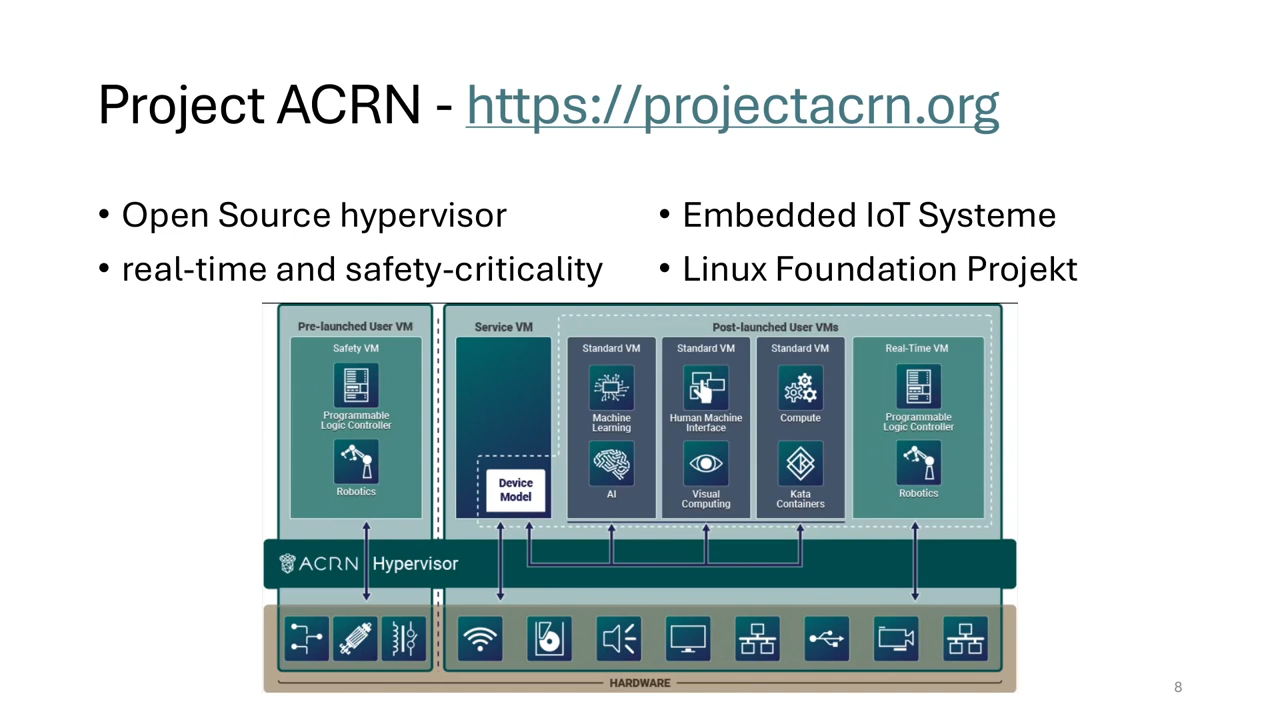 Project ACRN - https://projectacrn.org
• Open Source hypervisor
• real-time and safety-criticality
• Embedded IoT Systeme
• Linux Foundation Projekt
Pre-launched User VM
Safety VM
Programmable
Logic Controller
Robotics
Service VM
Device
Model
Post-launched User VMs
Standard VM
Machine
Learning
AI
Standard VM
Human Machine
Interface
Visual
Computing
Standard VM
Compute
Kata
Containers
Real-Time VM
Programmable
Logic Controller
Robotics
ACRN Hypervisor
HARDWARE
8